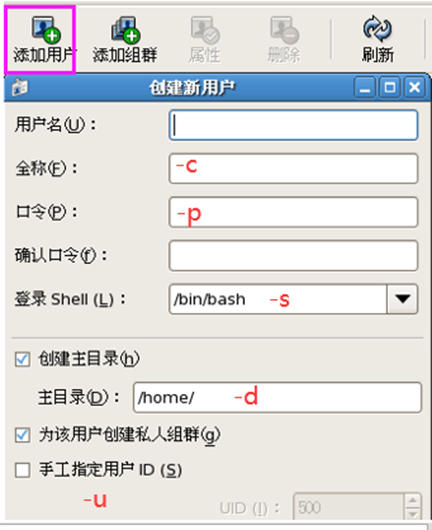 添加用户 添加组群 属性 删除 刷新
创建新用户
用户名(U)：
全称(F)： -c
口令(P)： -p
确认口令(f)：
登录 Shell (L)： /bin/bash -s
创建主目录(h)
主目录(D)： /home/ -d
为该用户创建私人组群(g)
手工指定用户 ID (S)
-u UID (I)： 500